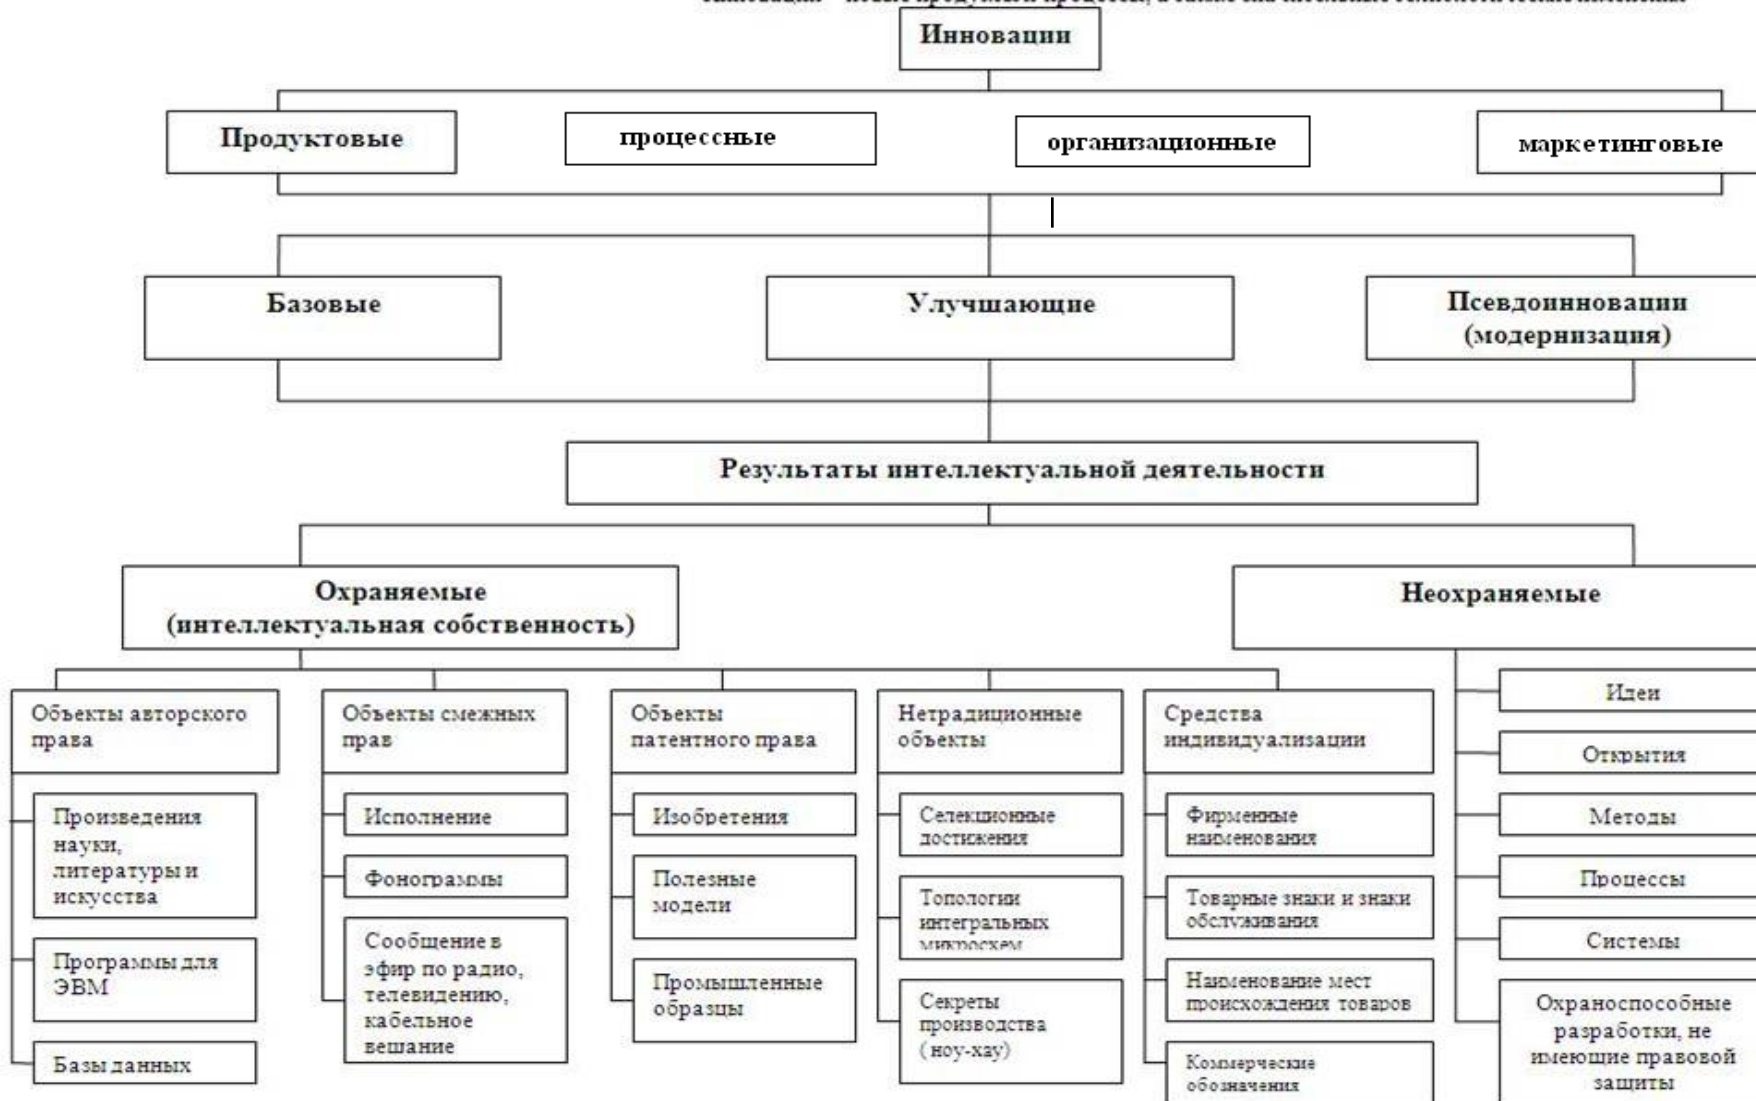 Инновации
Продуктовые
процессные
организационные
маркетинговые
Базовые
Улучшающие
Псевдоинновации
(модернизация)
Результаты интеллектуальной деятельности
Охраняемые
(интеллектуальная собственность)
Неохраняемые
Объекты авторского
права
Произведения
науки,
литературы и
искусства
Программы для
ЭВМ
Базы данных
Объекты смежных
прав
Исполнение
Фонограммы
Сообщение в
эфир по радио,
телевидению,
кабельное
вещание
Объекты
патентного права
Изобретения
Полезные
модели
Промышленные
образцы
Нетрадиционные
объекты
Селекционные
достижения
Топологии
интегральных
микросхем
Секреты
производства
(ноу-хау)
Средства
индивидуализации
Фирменные
наименования
Товарные знаки и знаки
обслуживания
Наименование мест
происхождения товаров
Коммерческие
обозначения
Идеи
Открытия
Методы
Процессы
Системы
Охраноспособные
разработки, не
имеющие правовой
защиты